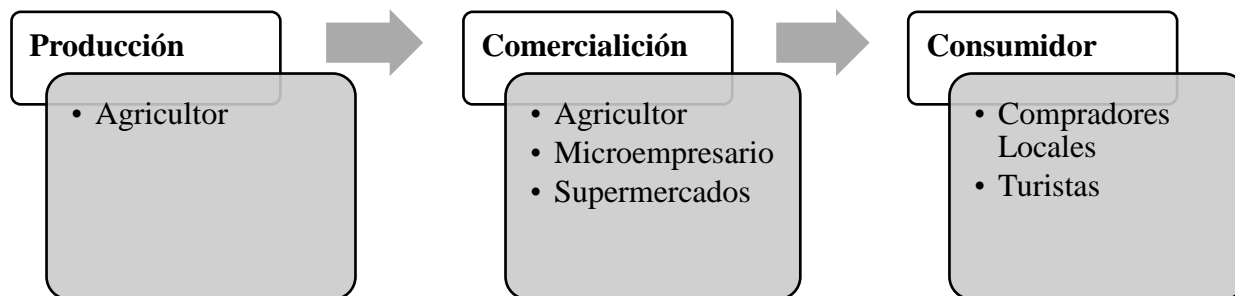 Producción
• Agricultor
Comercialición
• Agricultor
• Microempresario
• Supermercados
Consumidor
• Compradores
Locales
• Turistas